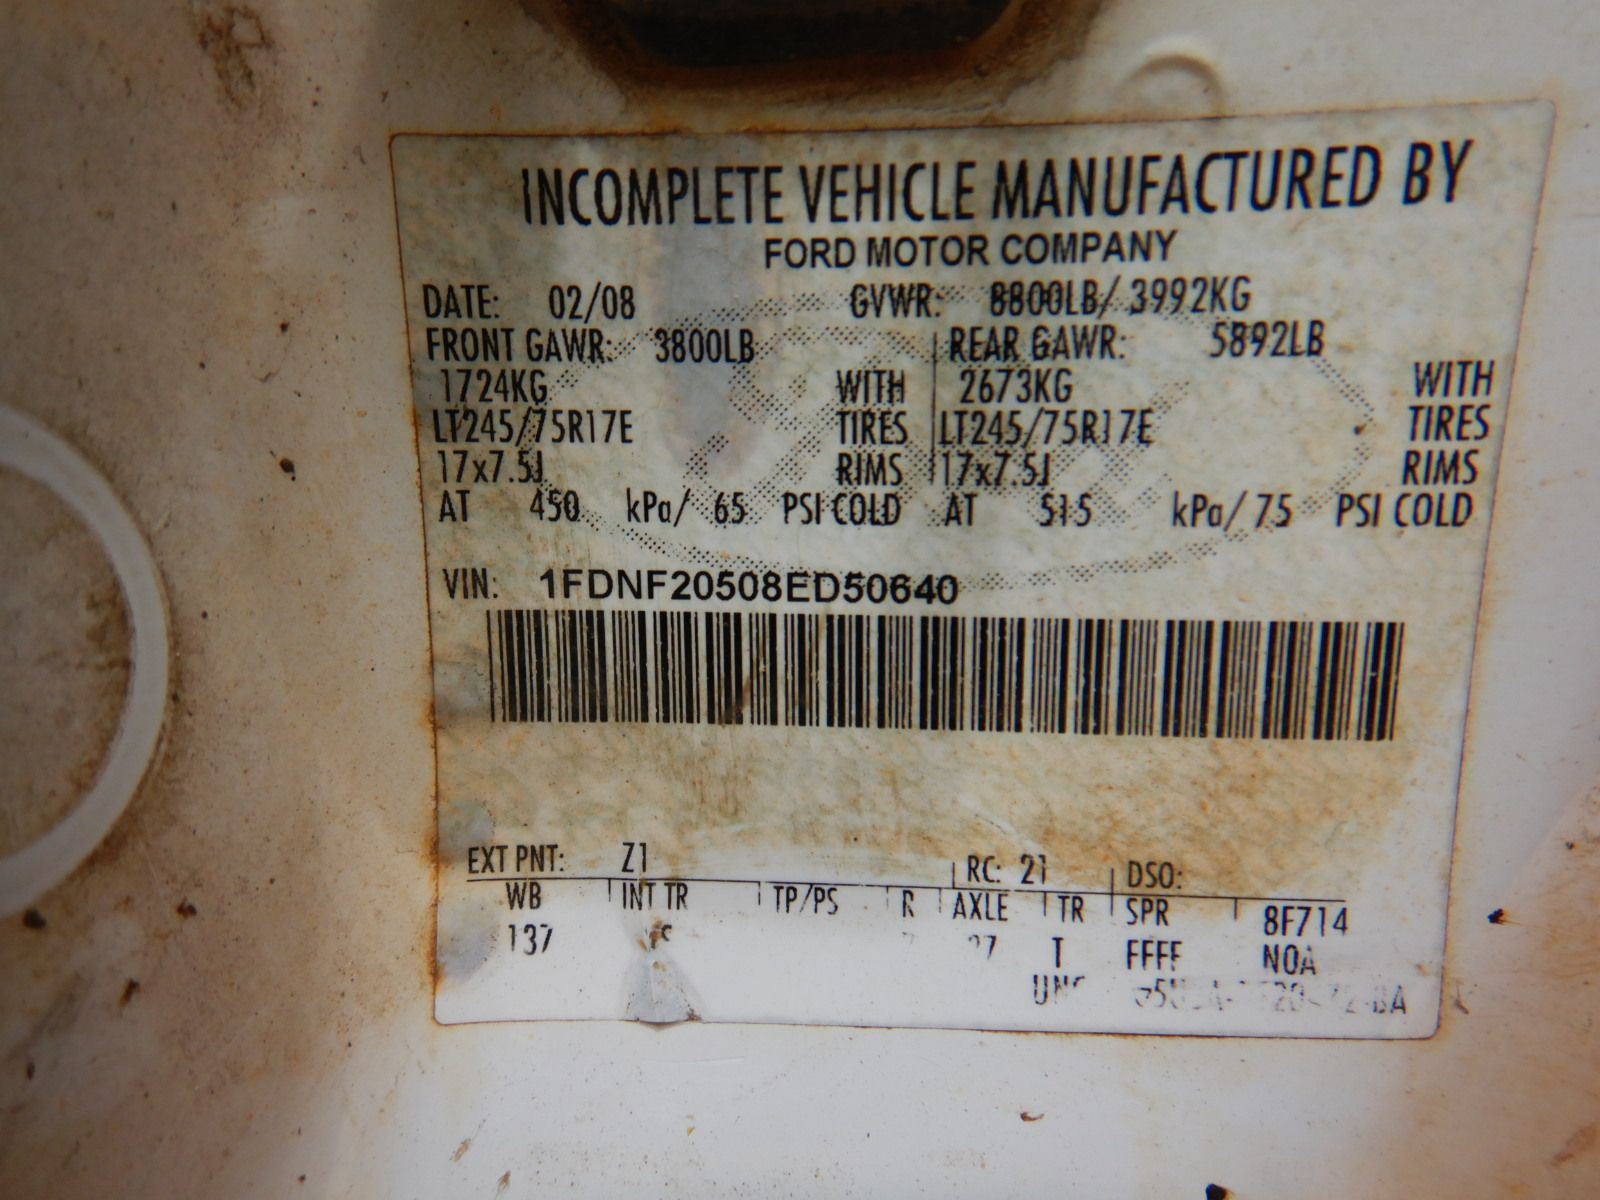 INCOMPLETE VEHICLE MANUFACTURED BY
FORD MOTOR COMPANY
DATE: 02/08 GVWR: 8800LB/ 3992KG
FRONT GAWR: 3800LB REAR GAWR: 5892LB
1724KG WITH 2673KG WITH
LT245/75R17E TIRES LT245/75R17E TIRES
17x7.5J RIMS 17x7.5J RIMS
AT 450 kPa/ 65 PSI COLD AT 515 kPa/ 75 PSI COLD
VIN: 1FDNF20508ED50640
EXT PNT: Z1 RC: 21 DSO:
WB INT TR TP/PS R AXLE TR SPR 8F714
137 T FFFF NOA